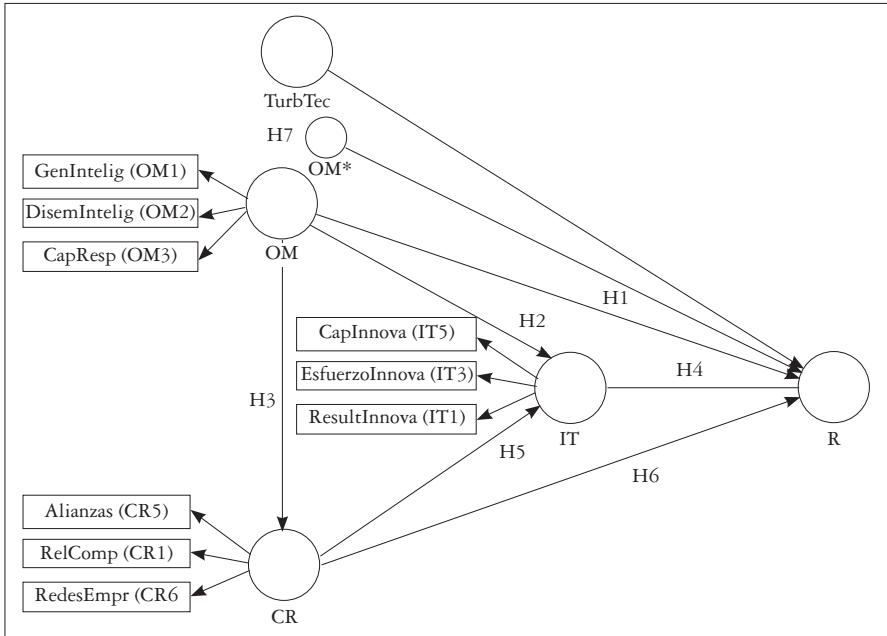 TurbTec
H7
OM*
GenIntelig (OM1)
DisemIntelig (OM2)
CapResp (OM3)
OM
H1
H2
CapInnova (IT5)
EsfuerzoInnova (IT3)
ResultInnova (IT1)
H4
H3
IT
R
H5
H6
Alianzas (CR5)
RelComp (CR1)
RedesEmpr (CR6
CR